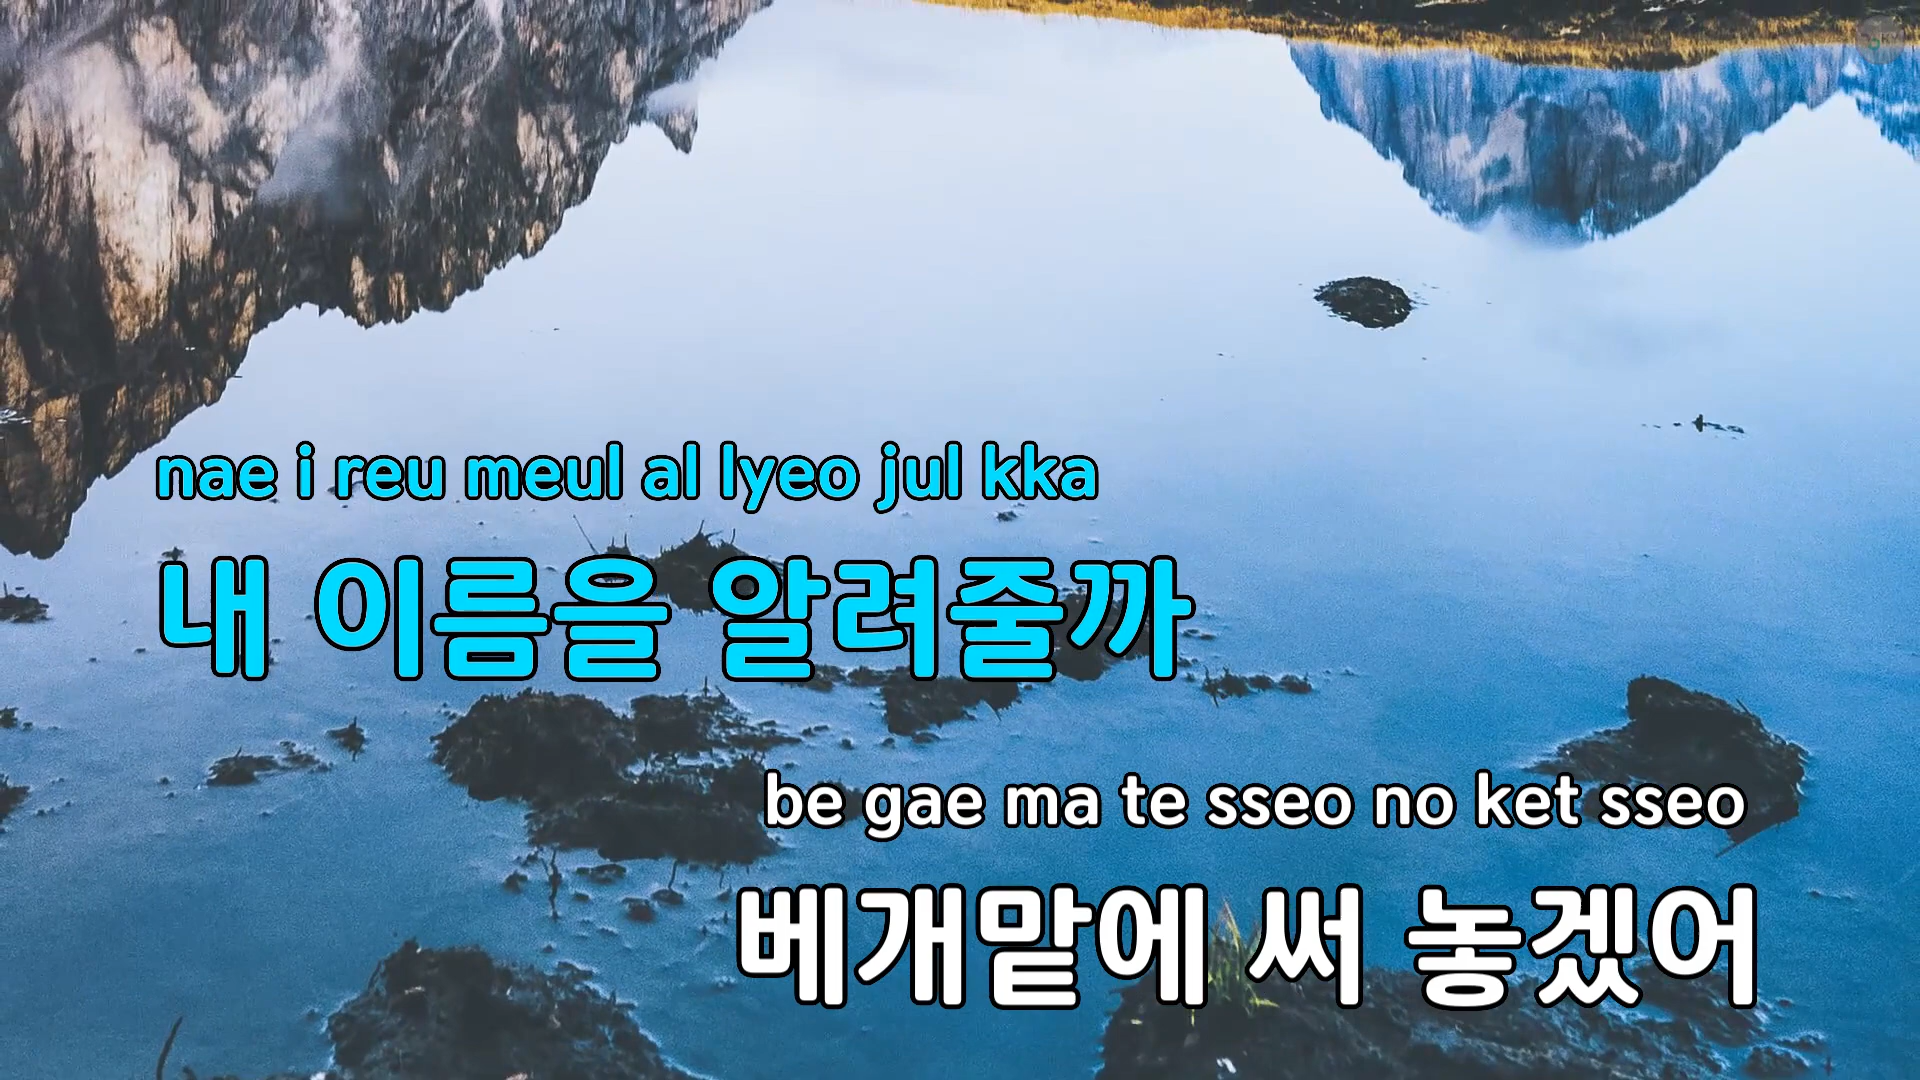 nae i reu meul al lyeo jul kka
내 이름을 알려줄까
be gae ma te sseo no ket sseo
베개맡에 써 놓겠어